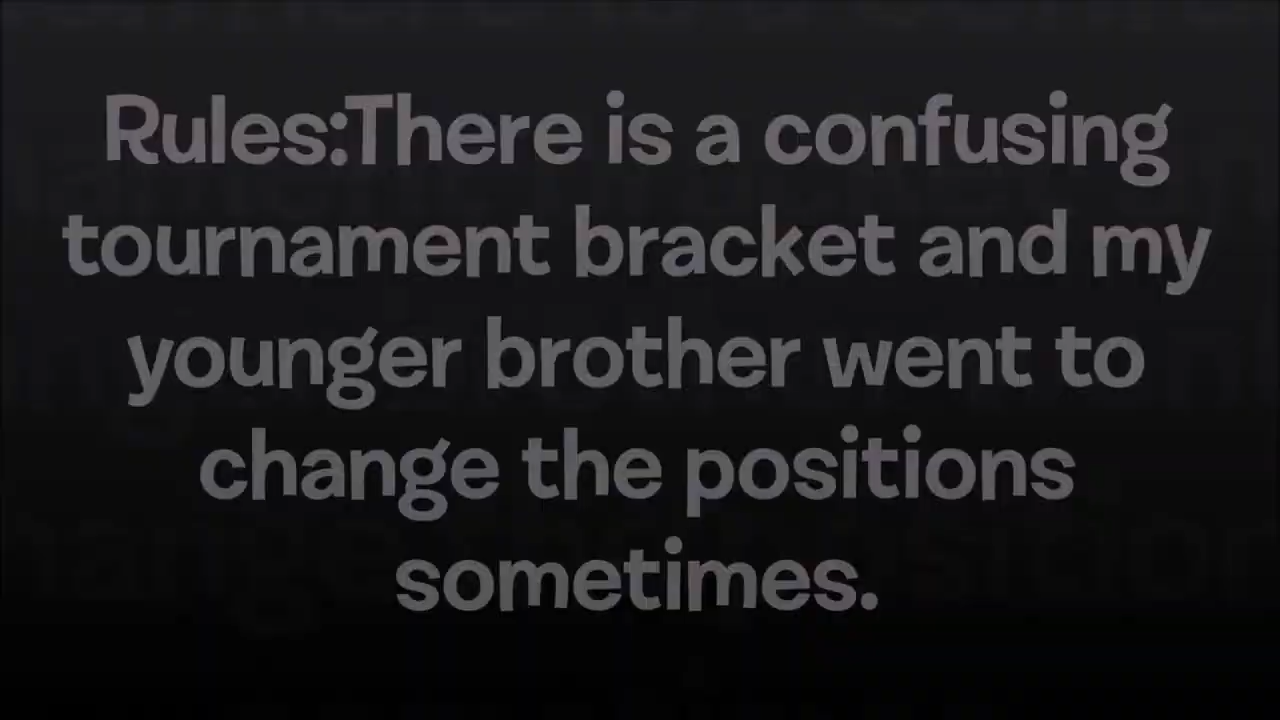 Rules:There is a confusing
tournament bracket and my
younger brother went to
change the positions
sometimes.